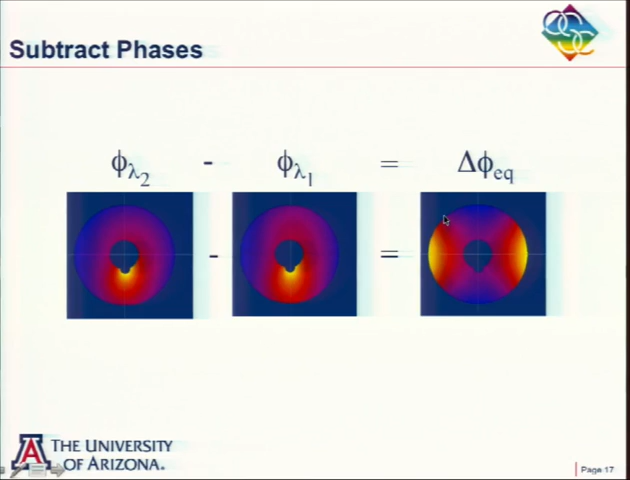 Subtract Phases
ϕλ2 - ϕλ1 = Δϕeq
- =
THE UNIVERSITY
OF ARIZONA.
Page 17